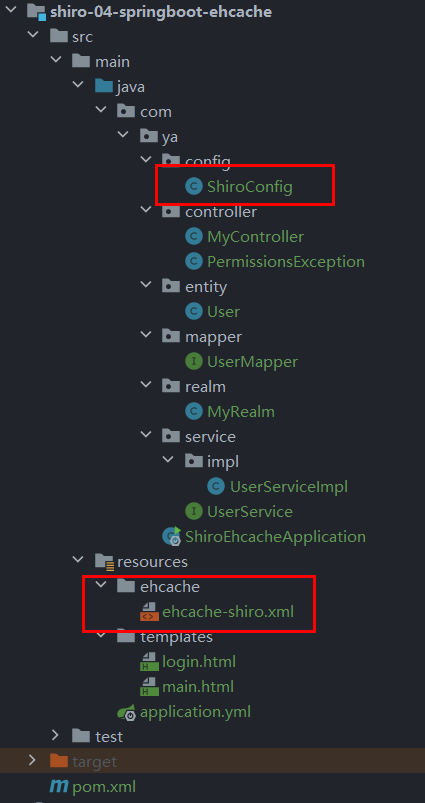 shiro-04-springboot-ehcache
src
main
java
com
ya
config
ShiroConfig
controller
MyController
PermissionsException
entity
User
mapper
UserMapper
realm
MyRealm
service
impl
UserServiceImpl
UserService
ShiroEhcacheApplication
resources
ehcache
ehcache-shiro.xml
templates
login.html
main.html
application.yml
test
target
pom.xml